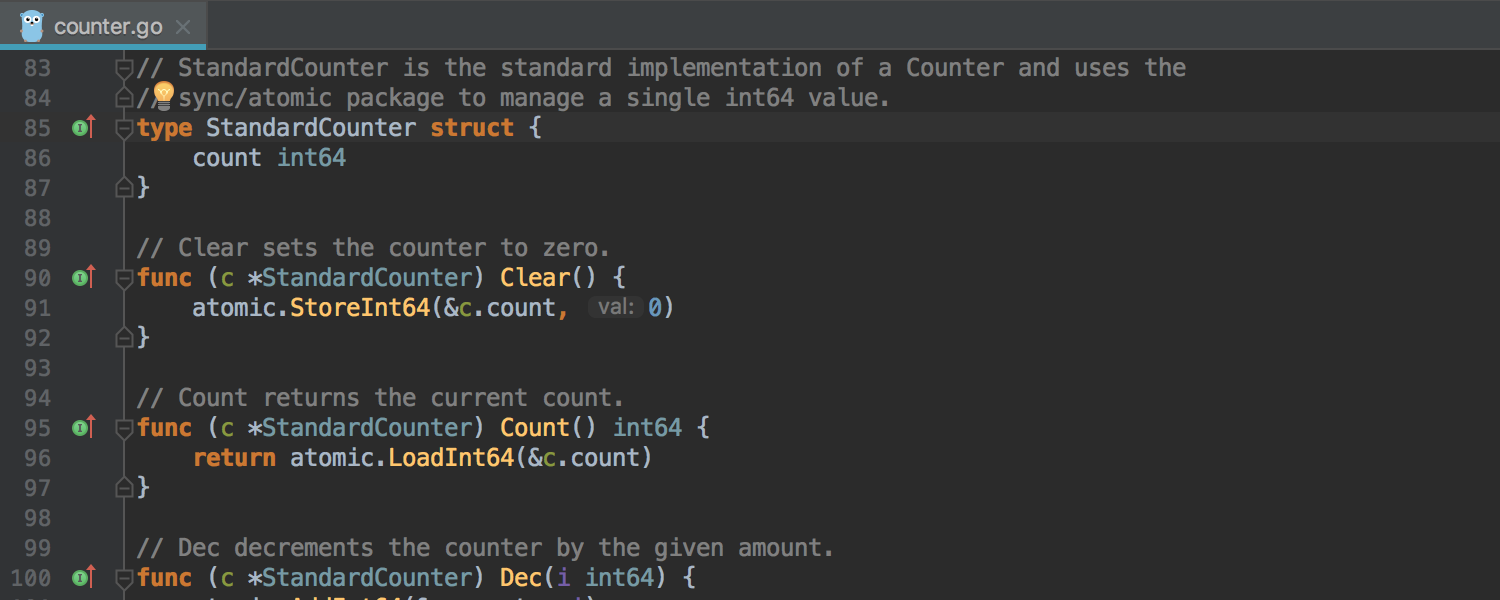 counter.go
83 // StandardCounter is the standard implementation of a Counter and uses the
84 // sync/atomic package to manage a single int64 value.
85 type StandardCounter struct {
86 count int64
87 }
88
89 // Clear sets the counter to zero.
90 func (c *StandardCounter) Clear() {
91 atomic.StoreInt64(&c.count, val: 0)
92 }
93
94 // Count returns the current count.
95 func (c *StandardCounter) Count() int64 {
96 return atomic.LoadInt64(&c.count)
97 }
98
99 // Dec decrements the counter by the given amount.
100 func (c *StandardCounter) Dec(i int64) {